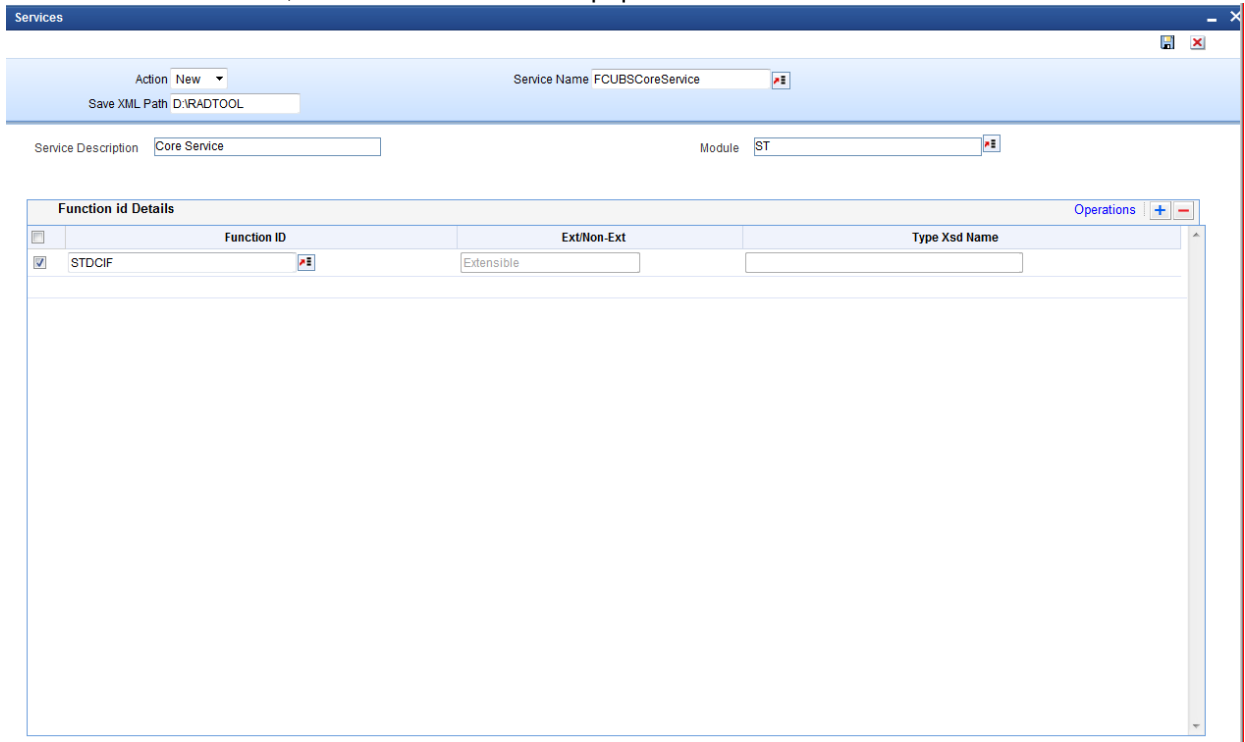 Services
Action New
Service Name FCUBSCoreService
Save XML Path D:\RADTOOL
Service Description Core Service
Module ST
Function id Details
Operations
Function ID Ext/Non-Ext Type Xsd Name
STDCIF Extensible